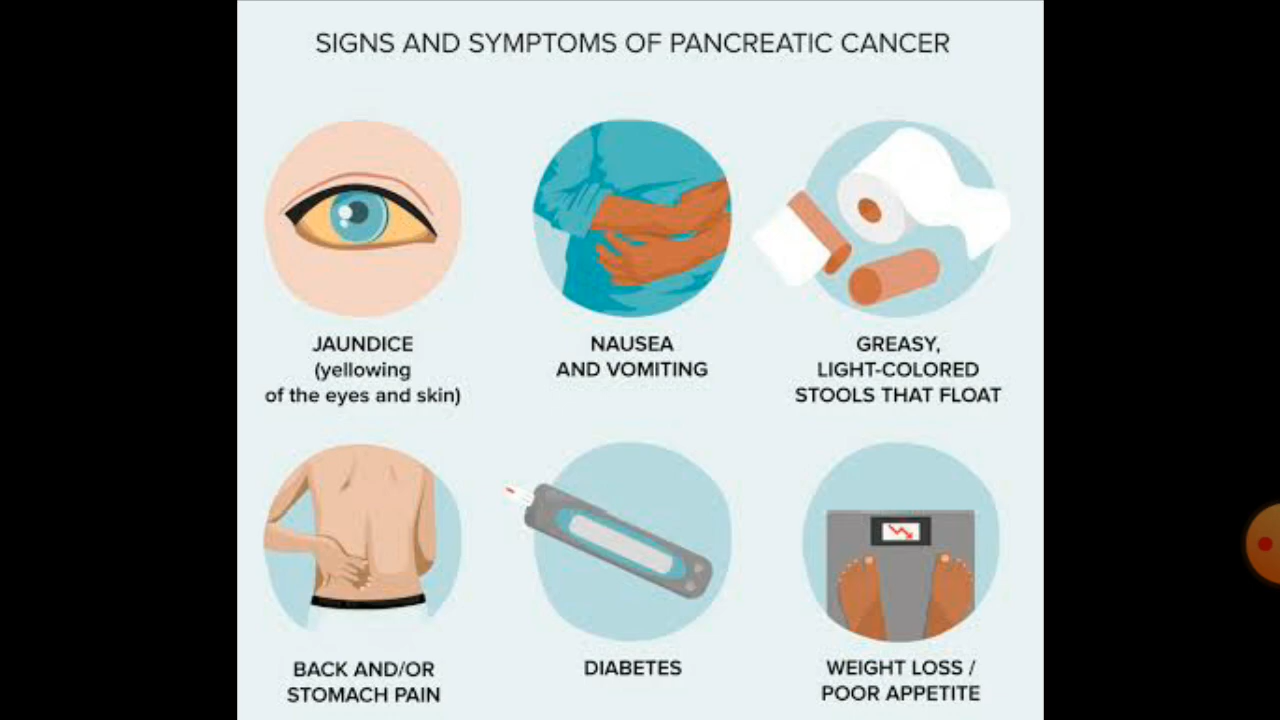 SIGNS AND SYMPTOMS OF PANCREATIC CANCER
JAUNDICE
(yellowing
of the eyes and skin)
NAUSEA
AND VOMITING
GREASY,
LIGHT-COLORED
STOOLS THAT FLOAT
BACK AND/OR
STOMACH PAIN
DIABETES
WEIGHT LOSS /
POOR APPETITE